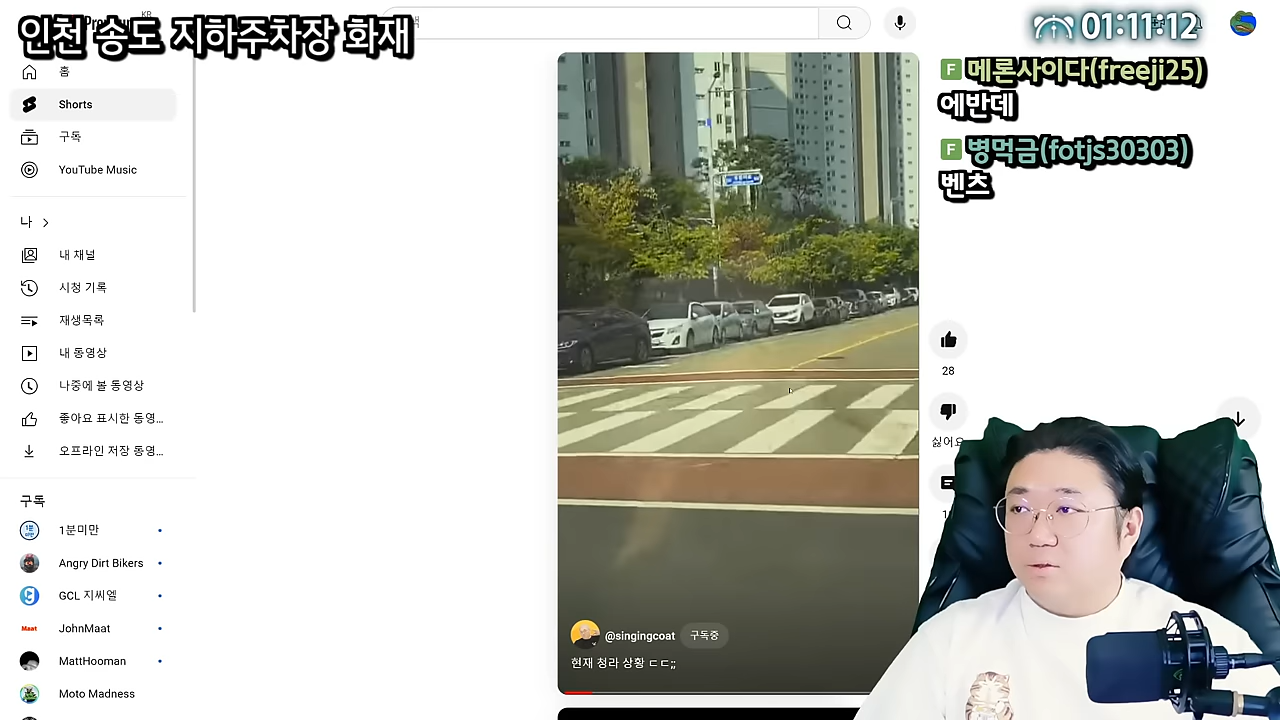 인천 송도 지하주차장 화재
KR
01:11:12
홈
Shorts
구독
YouTube Music
나
내 채널
시청 기록
재생목록
내 동영상
나중에 볼 동영상
좋아요 표시한 동영...
오프라인 저장 동영...
구독
1분미만
Angry Dirt Bikers
GCL 지씨엘
JohnMaat
MattHooman
Moto Madness
@singingcoat
구독중
현재 청라 상황 ㄷㄷ;;
F 메론사이다(freeji25)
에반데
F 병먹금(fotjs30303)
벤츠
28
싫어요